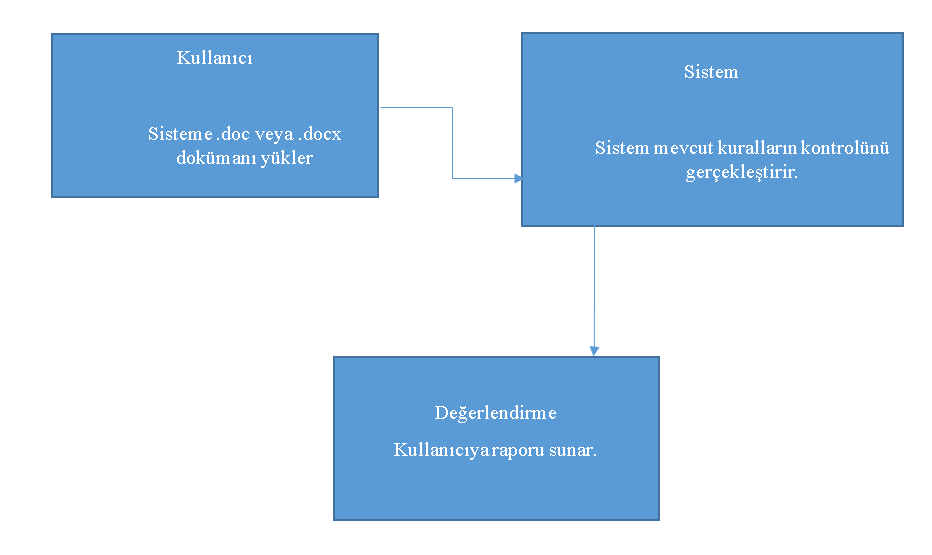 Kullanıcı
Sisteme .doc veya .docx
dokümanı yükler
Sistem
Sistem mevcut kuralların kontrolünü
gerçekleştirir.
Değerlendirme
Kullanıcıya raporu sunar.